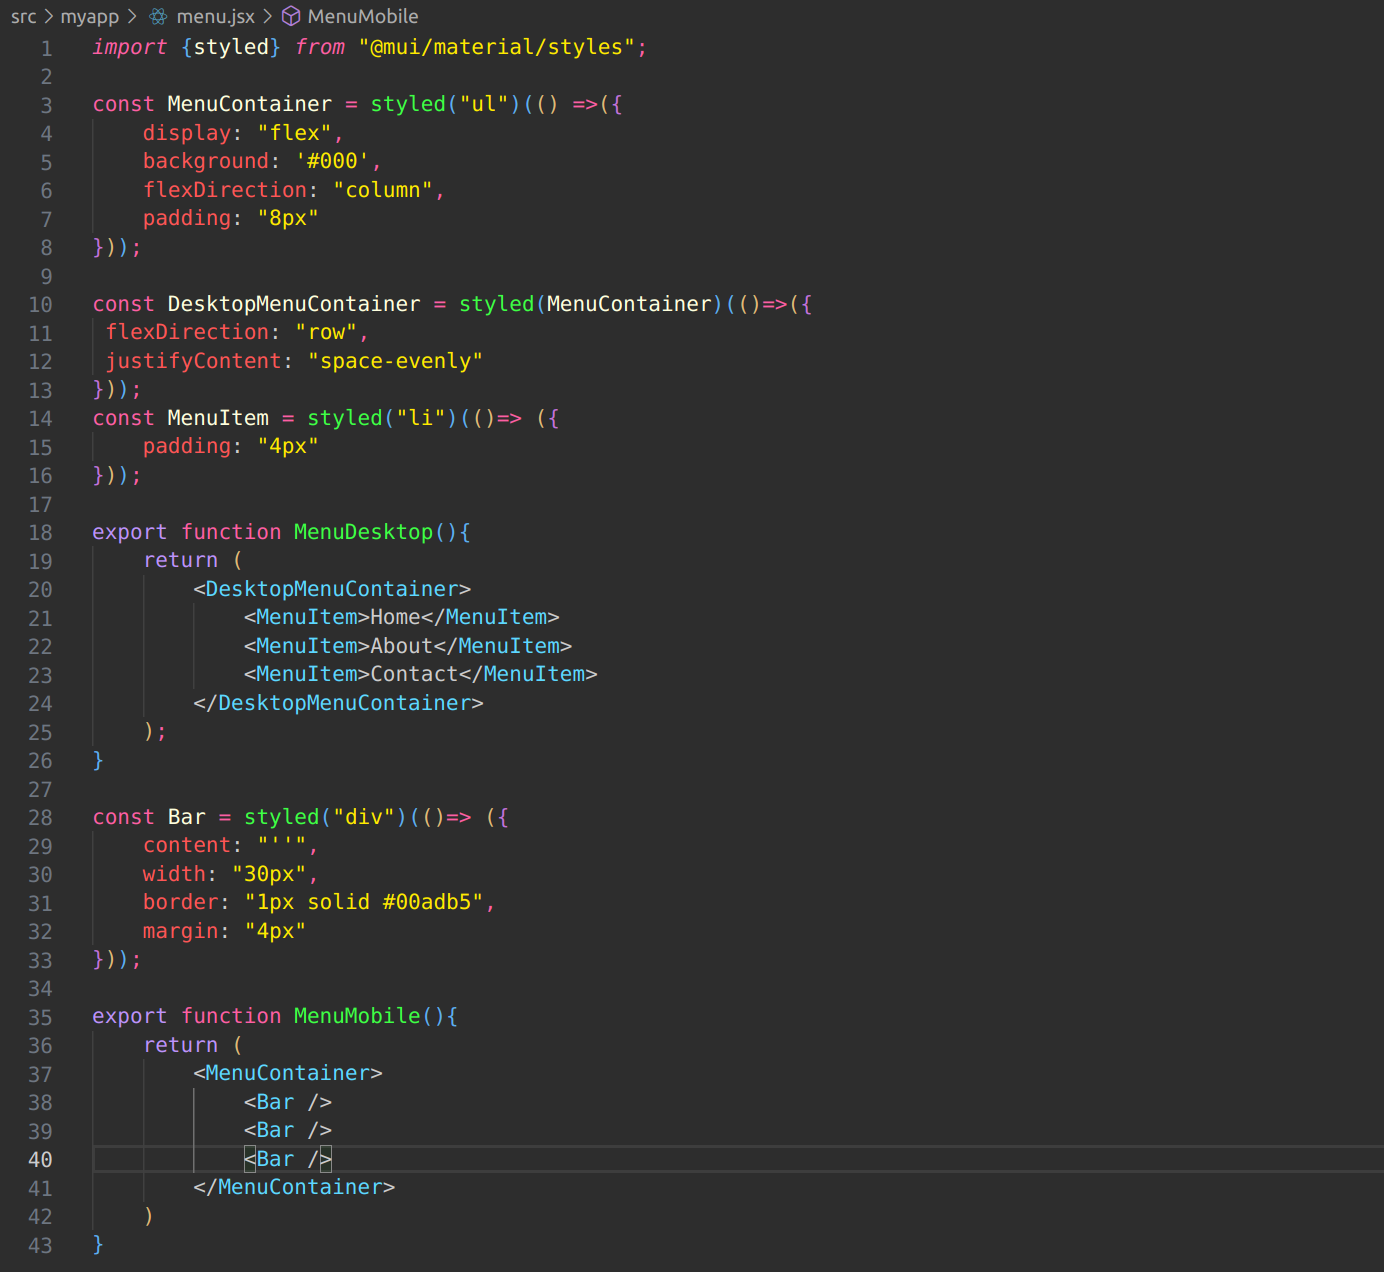 src > myapp > menu.jsx > MenuMobile
1 import {styled} from "@mui/material/styles";
2
3 const MenuContainer = styled("ul")(() =>({
4     display: "flex",
5     background: '#000',
6     flexDirection: "column",
7     padding: "8px"
8 }));
9
10 const DesktopMenuContainer = styled(MenuContainer)(()=>({
11  flexDirection: "row",
12  justifyContent: "space-evenly"
13 }));
14 const MenuItem = styled("li")(()=> ({
15     padding: "4px"
16 }));
17
18 export function MenuDesktop(){
19     return (
20         <DesktopMenuContainer>
21             <MenuItem>Home</MenuItem>
22             <MenuItem>About</MenuItem>
23             <MenuItem>Contact</MenuItem>
24         </DesktopMenuContainer>
25     );
26 }
27
28 const Bar = styled("div")(()=> ({
29     content: "''",
30     width: "30px",
31     border: "1px solid #00adb5",
32     margin: "4px"
33 }));
34
35 export function MenuMobile(){
36     return (
37         <MenuContainer>
38             <Bar />
39             <Bar />
40             <Bar />
41         </MenuContainer>
42     )
43 }